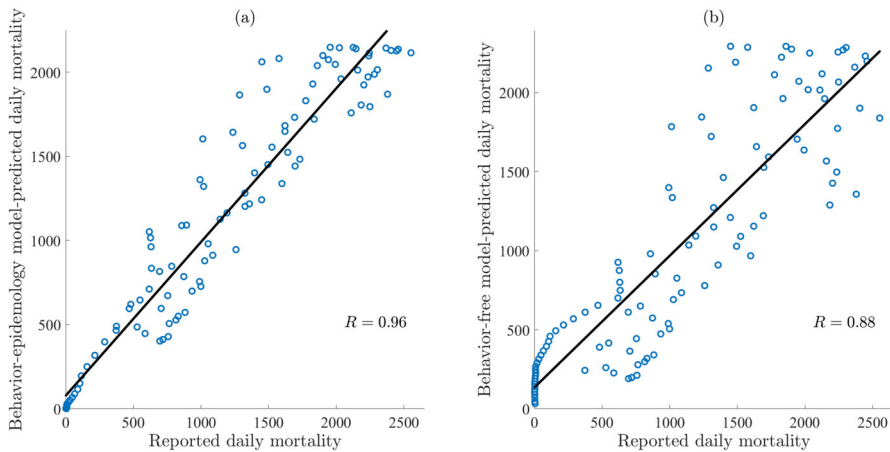 (a)
Behavior-epidemology model-predicted daily mortality
2000
1500
1000
500
0
R = 0.96
0 500 1000 1500 2000 2500
Reported daily mortality
(b)
Behavior-free model-predicted daily mortality
2000
1500
1000
500
0
R = 0.88
0 500 1000 1500 2000 2500
Reported daily mortality